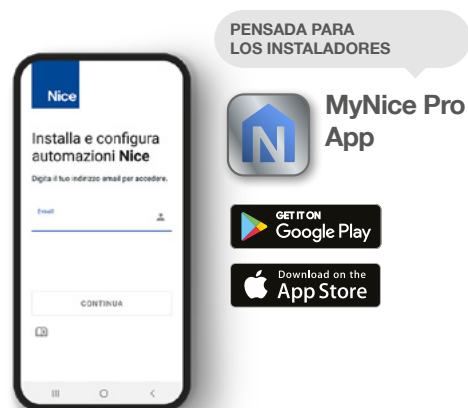 PENSADA PARA
LOS INSTALADORES
MyNice Pro
App
GET IT ON
Google Play
Download on the
App Store
Nice
Installa e configura
automazioni Nice
Digita il tuo indirizzo email per accedere.
Email
CONTINUA
N